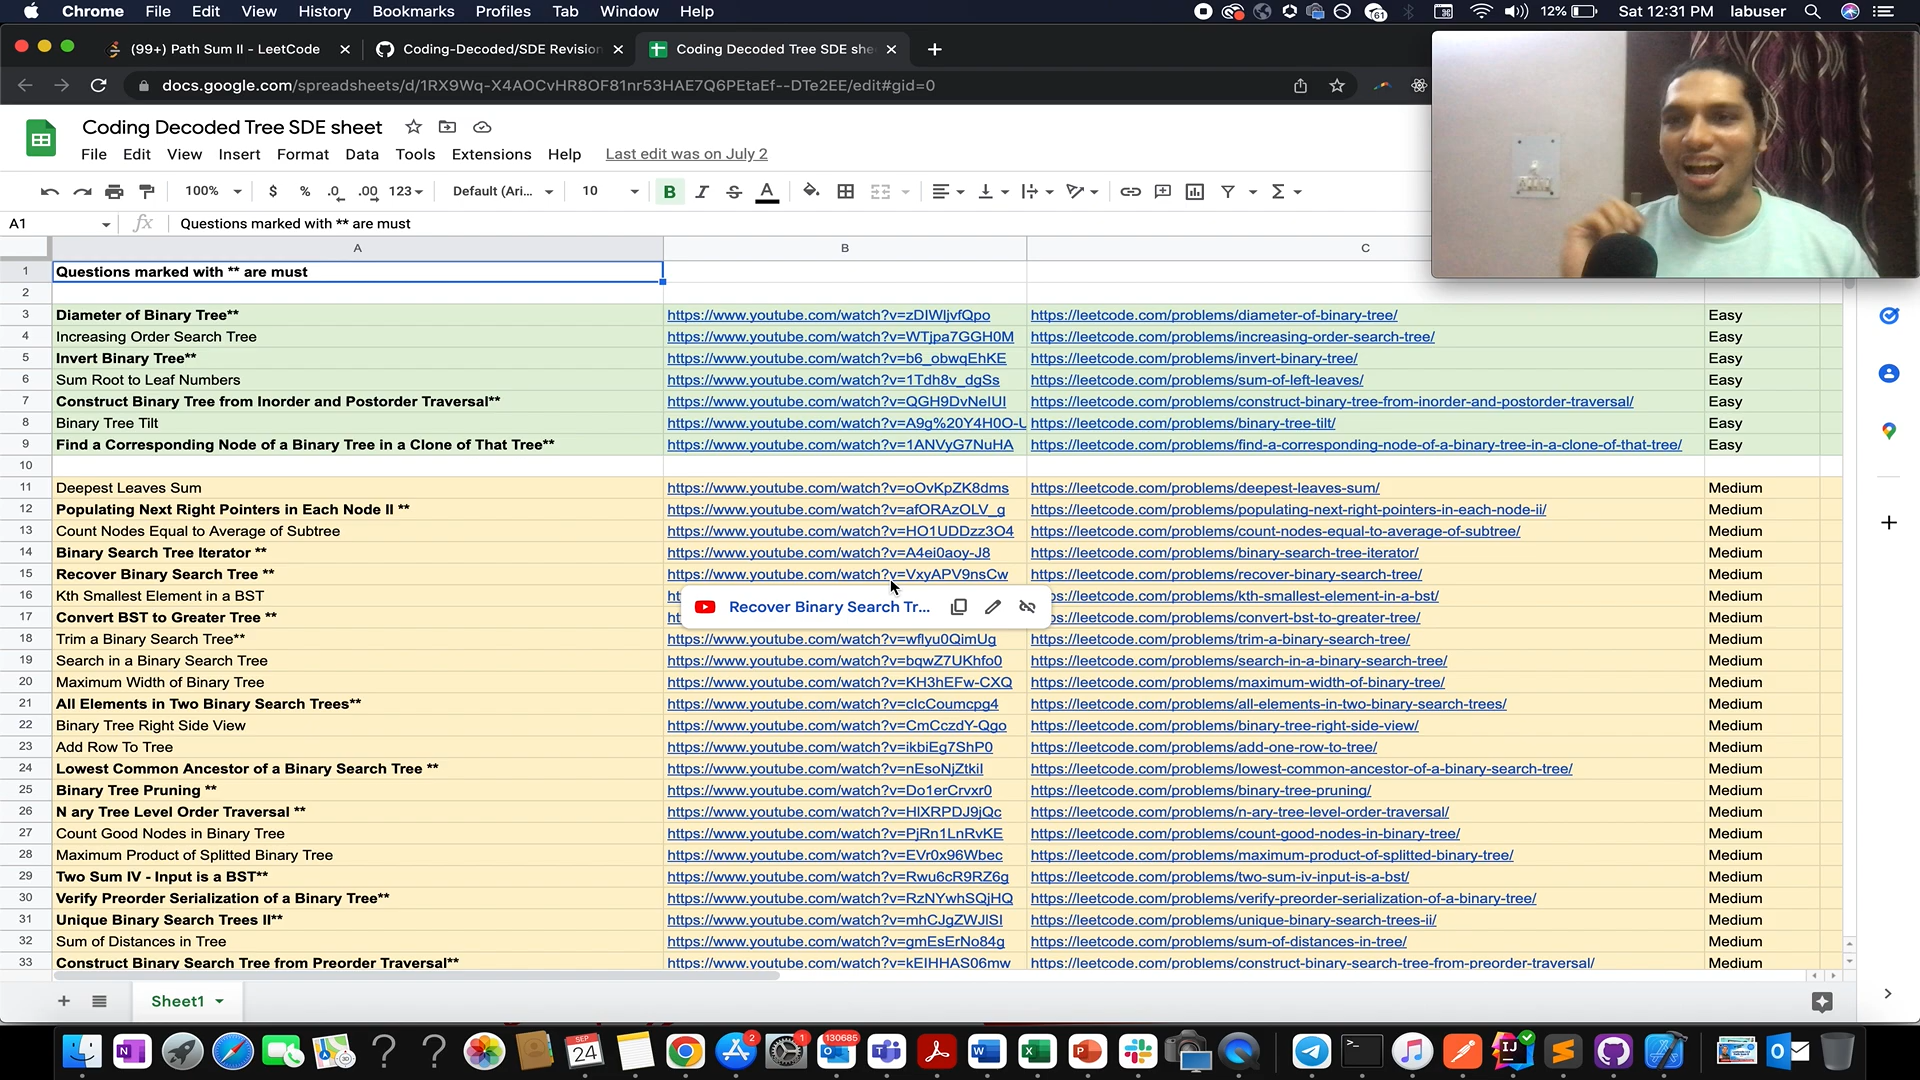 Chrome File Edit View History Bookmarks Profiles Tab Window Help 61 12% Sat 12:31 PM labuser
(99+) Path Sum II - LeetCode Coding-Decoded/SDE Revision Coding Decoded Tree SDE she
docs.google.com/spreadsheets/d/1RX9Wq-X4AOCvHR8OF81nr53HAE7Q6PEtaEf--DTe2EE/edit#gid=0
Coding Decoded Tree SDE sheet
File Edit View Insert Format Data Tools Extensions Help Last edit was on July 2
100% $ % .0 .00 123 Default (Ari... 10 B I S A
A1 fx Questions marked with ** are must
A B C
1 Questions marked with ** are must
2
3 Diameter of Binary Tree** https://www.youtube.com/watch?v=zDIWljvfQpo https://leetcode.com/problems/diameter-of-binary-tree/ Easy
4 Increasing Order Search Tree https://www.youtube.com/watch?v=WTjpa7GGH0M https://leetcode.com/problems/increasing-order-search-tree/ Easy
5 Invert Binary Tree** https://www.youtube.com/watch?v=b6_obwqEhKE https://leetcode.com/problems/invert-binary-tree/ Easy
6 Sum Root to Leaf Numbers https://www.youtube.com/watch?v=1Tdh8v_dgSs https://leetcode.com/problems/sum-of-left-leaves/ Easy
7 Construct Binary Tree from Inorder and Postorder Traversal** https://www.youtube.com/watch?v=QGH9DvNeIUI https://leetcode.com/problems/construct-binary-tree-from-inorder-and-postorder-traversal/ Easy
8 Binary Tree Tilt https://www.youtube.com/watch?v=A9g%20Y4H0O-U https://leetcode.com/problems/binary-tree-tilt/ Easy
9 Find a Corresponding Node of a Binary Tree in a Clone of That Tree** https://www.youtube.com/watch?v=1ANVyG7NuHA https://leetcode.com/problems/find-a-corresponding-node-of-a-binary-tree-in-a-clone-of-that-tree/ Easy
10
11 Deepest Leaves Sum https://www.youtube.com/watch?v=oOvKpZK8dms https://leetcode.com/problems/deepest-leaves-sum/ Medium
12 Populating Next Right Pointers in Each Node II ** https://www.youtube.com/watch?v=afORAzOLV_g https://leetcode.com/problems/populating-next-right-pointers-in-each-node-ii/ Medium
13 Count Nodes Equal to Average of Subtree https://www.youtube.com/watch?v=HO1UDDzz3O4 https://leetcode.com/problems/count-nodes-equal-to-average-of-subtree/ Medium
14 Binary Search Tree Iterator ** https://www.youtube.com/watch?v=A4ei0aoy-J8 https://leetcode.com/problems/binary-search-tree-iterator/ Medium
15 Recover Binary Search Tree ** https://www.youtube.com/watch?v=VxyAPV9nsCw https://leetcode.com/problems/recover-binary-search-tree/ Medium
16 Kth Smallest Element in a BST ht ps://leetcode.com/problems/kth-smallest-element-in-a-bst/ Medium
Recover Binary Search Tr...
17 Convert BST to Greater Tree ** ht ps://leetcode.com/problems/convert-bst-to-greater-tree/ Medium
18 Trim a Binary Search Tree** https://www.youtube.com/watch?v=wflyu0QimUg https://leetcode.com/problems/trim-a-binary-search-tree/ Medium
19 Search in a Binary Search Tree https://www.youtube.com/watch?v=bqwZ7UKhfo0 https://leetcode.com/problems/search-in-a-binary-search-tree/ Medium
20 Maximum Width of Binary Tree https://www.youtube.com/watch?v=KH3hEFw-CXQ https://leetcode.com/problems/maximum-width-of-binary-tree/ Medium
21 All Elements in Two Binary Search Trees** https://www.youtube.com/watch?v=cIcCoumcpg4 https://leetcode.com/problems/all-elements-in-two-binary-search-trees/ Medium
22 Binary Tree Right Side View https://www.youtube.com/watch?v=CmCczdY-Qgo https://leetcode.com/problems/binary-tree-right-side-view/ Medium
23 Add Row To Tree https://www.youtube.com/watch?v=ikbiEg7ShP0 https://leetcode.com/problems/add-one-row-to-tree/ Medium
24 Lowest Common Ancestor of a Binary Search Tree ** https://www.youtube.com/watch?v=nEsoNjZtkiI https://leetcode.com/problems/lowest-common-ancestor-of-a-binary-search-tree/ Medium
25 Binary Tree Pruning ** https://www.youtube.com/watch?v=Do1erCrvxr0 https://leetcode.com/problems/binary-tree-pruning/ Medium
26 N ary Tree Level Order Traversal ** https://www.youtube.com/watch?v=HlXRPDJ9jQc https://leetcode.com/problems/n-ary-tree-level-order-traversal/ Medium
27 Count Good Nodes in Binary Tree https://www.youtube.com/watch?v=PjRn1LnRvKE https://leetcode.com/problems/count-good-nodes-in-binary-tree/ Medium
28 Maximum Product of Splitted Binary Tree https://www.youtube.com/watch?v=EVr0x96Wbec https://leetcode.com/problems/maximum-product-of-splitted-binary-tree/ Medium
29 Two Sum IV - Input is a BST** https://www.youtube.com/watch?v=Rwu6cR9RZ6g https://leetcode.com/problems/two-sum-iv-input-is-a-bst/ Medium
30 Verify Preorder Serialization of a Binary Tree** https://www.youtube.com/watch?v=RzNYwhSQjHQ https://leetcode.com/problems/verify-preorder-serialization-of-a-binary-tree/ Medium
31 Unique Binary Search Trees II** https://www.youtube.com/watch?v=mhCJgZWJlSI https://leetcode.com/problems/unique-binary-search-trees-ii/ Medium
32 Sum of Distances in Tree https://www.youtube.com/watch?v=gmEsErNo84g https://leetcode.com/problems/sum-of-distances-in-tree/ Medium
33 Construct Binary Search Tree from Preorder Traversal** https://www.youtube.com/watch?v=kEIHHAS06mw https://leetcode.com/problems/construct-binary-search-tree-from-preorder-traversal/ Medium
Sheet1
SEP 24 2 1 130685